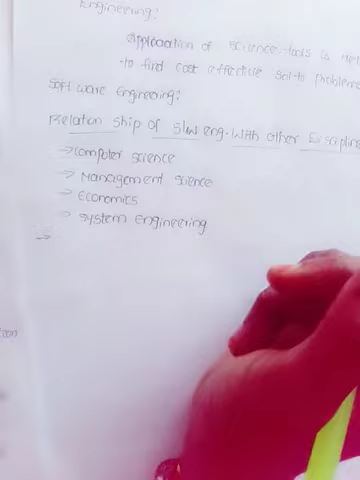 Engineering:
Application of science tools & 
to find cost effective sol-to problems
Software Engineering:
Relation ship of s/w eng. with other Discipline
→ Computer science
→ Management science
→ Economics
→ System Engineering
→